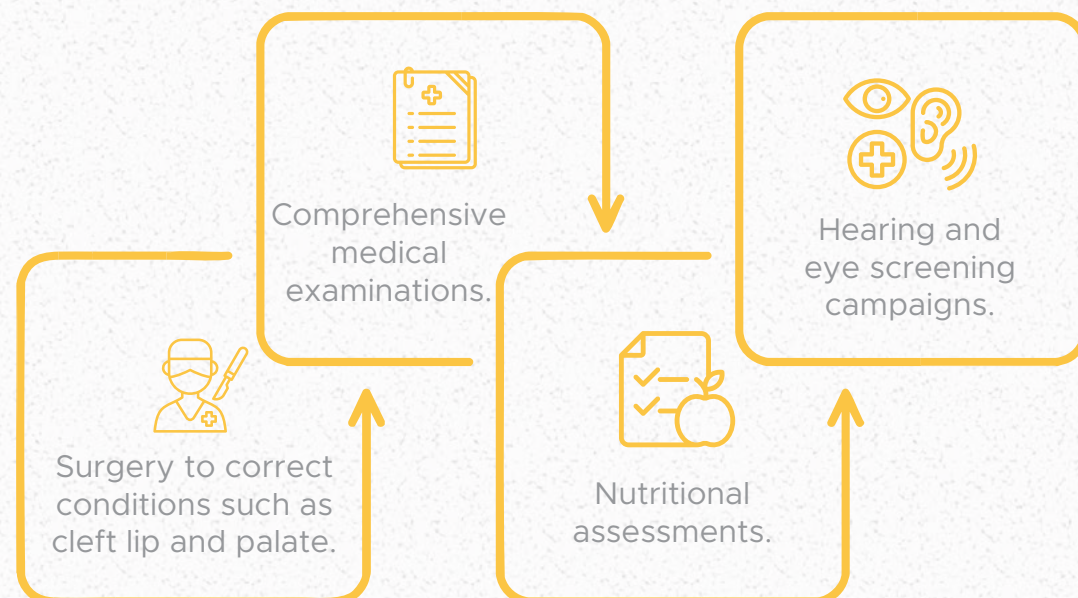 Surgery to correct
conditions such as
cleft lip and palate.
Comprehensive
medical
examinations.
Nutritional
assessments.
Hearing and
eye screening
campaigns.